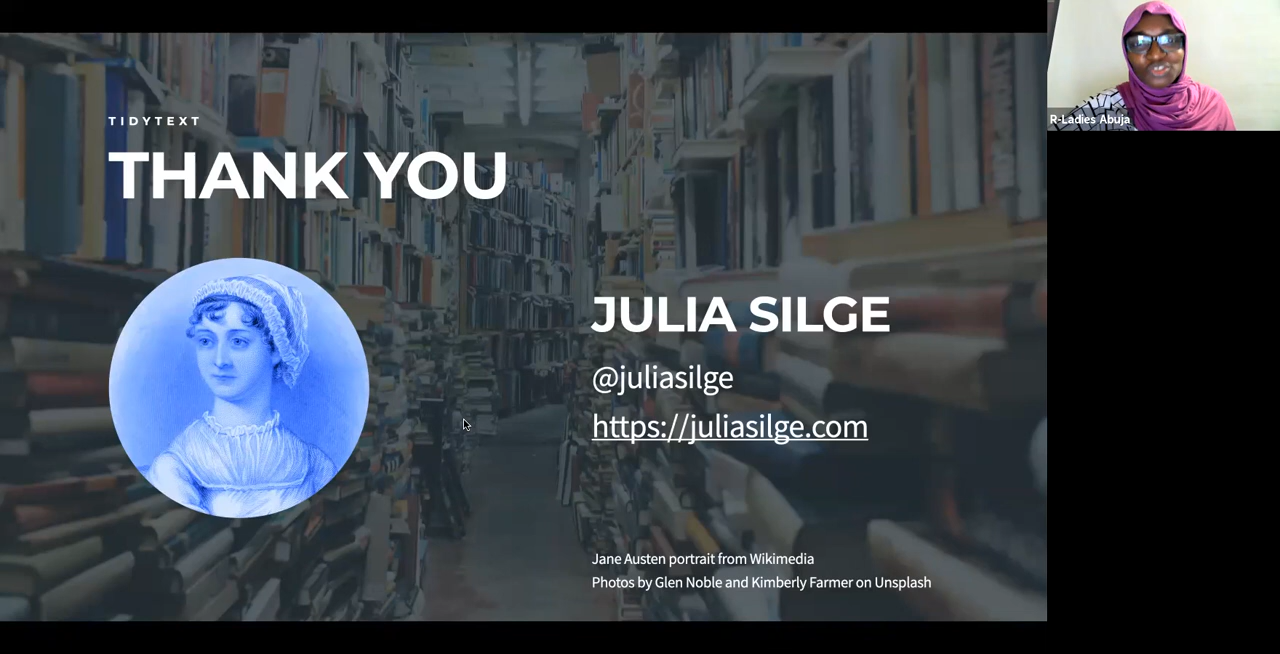 TIDYTEXT
THANK YOU
JULIA SILGE
@juliasilge
https://juliasilge.com
Jane Austen portrait from Wikimedia
Photos by Glen Noble and Kimberly Farmer on Unsplash
R-Ladies Abuja